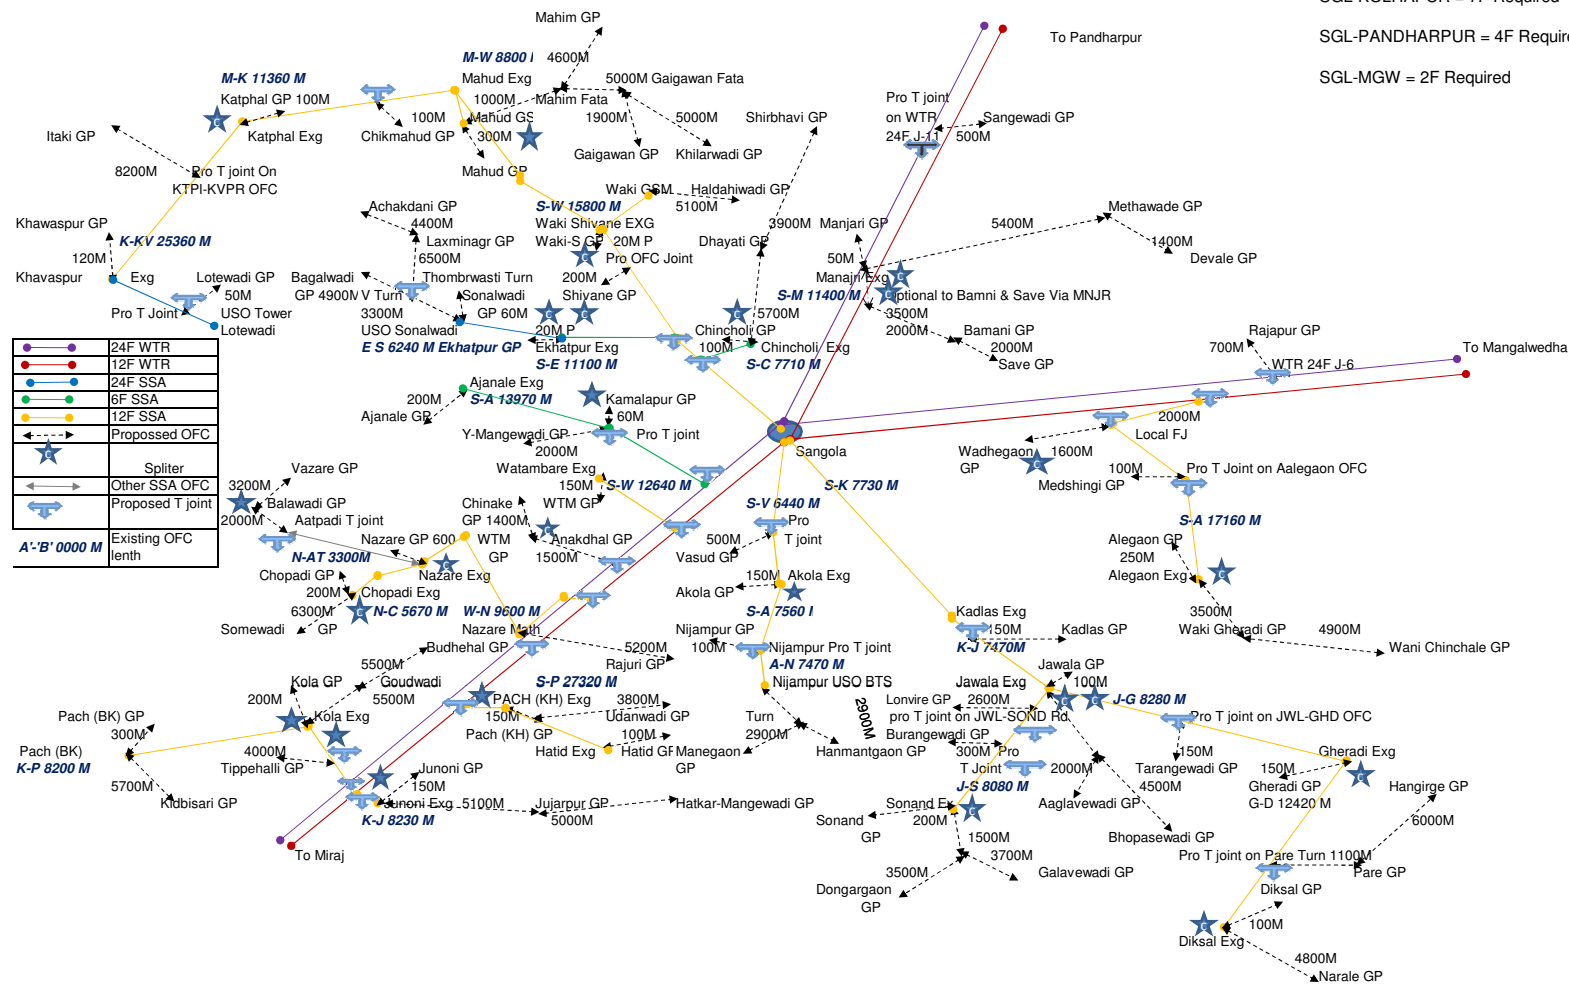 SGL-KOLHAPUR = 7F Required
SGL-PANDHARPUR = 4F Require
SGL-MGW = 2F Required
To Pandharpur
Mahim GP
4600M
M-W 8800
Mahud Exg
5000M Gaigawan Fata
M-K 11360 M
Katphal GP 100M
Katphal Exg
1000M
Mahim Fata
Mahud GS
100M
Chikmahud GP
300M
Mahud GP
1900M
5000M
Gaigawan GP
Khilarwadi GP
Shirbhavi GP
Pro T joint
on WTR
24F J-11
Sangewadi GP
500M
Itaki GP
8200M
Pro T joint On
KTPI-KVPR OFC
Khawaspur GP
K-KV 25360 M
120M
Khavaspur
Exg
Lotewadi GP
50M
USO Tower
Lotewadi
Pro T Joint
Achakdani GP
4400M
Laxminagr GP
6500M
Bagalwadi
GP 4900M
V Turn
Thombrwasti Turn
3300M
Sonalwadi
GP 60M
USO Sonalwadi
E S 6240 M Ekhatpur GP
Waki GSM
Haldahiwadi GP
5100M
S-W 15800 M
Waki Shivane EXG
Waki-S GP
20M P
Pro OFC Joint
200M
Shivane GP
20M P
Ekhatpur Exg
S-E 11100 M
3900M
Dhayati GP
5700M
Chincholi GP
100M
Chincholi Exg
S-C 7710 M
Manjari GP
50M
Manajri Exg
S-M 11400 M
Optional to Bamni & Save Via MNJR
3500M
2000M
Bamani GP
2000M
Save GP
5400M
Methawade GP
1400M
Devale GP
Rajapur GP
700M
WTR 24F J-6
To Mangalwedha
24F WTR
12F WTR
24F SSA
6F SSA
12F SSA
Propossed OFC
Spliter
Other SSA OFC
Proposed T joint
A'-'B' 0000 M
Existing OFC
lenth
Ajanale Exg
S-A 13970 M
200M
Ajanale GP
Kamalapur GP
60M
Y-Mangewadi GP
Pro T joint
2000M
Sangola
Watambare Exg
150M
S-W 12640 M
WTM GP
2000M
Local FJ
Wadhegaon
GP
1600M
100M
Medshingi GP
Pro T Joint on Aalegaon OFC
S-A 17160 M
Alegaon GP
250M
Alegaon Exg
3500M
Waki Gheradi GP
4900M
Wani Chinchale GP
Vazare GP
3200M
Balawadi GP
2000M
Aatpadi T joint
N-AT 3300M
Nazare GP 600
Nazare Exg
Chopadi GP
200M
Chopadi Exg
6300M
N-C 5670 M
Somewadi
GP
Chinake
GP 1400M
WTM
GP
Anakdhal GP
1500M
W-N 9600 M
Nazare Math
5200M
Rajuri GP
S-V 6440 M
Pro
T joint
500M
Vasud GP
150M
Akola Exg
Akola GP
S-A 7560
Nijampur GP
100M
Nijampur Pro T joint
A-N 7470 M
Nijampur USO BTS
Turn
2900M
Manegaon
GP
2900M
Hanmantgaon GP
S-K 7730 M
Kadlas Exg
150M
Kadlas GP
K-J 7470M
Jawala GP
100M
Jawala Exg
J-G 8280 M
Lonvire GP
2600M
pro T joint on JWL-SOND Rd
Burangewadi GP
300M
Pro
T Joint
J-S 8080 M
2000M
Aaglavewadi GP
4500M
Bhopasewadi GP
Pro T joint on JWL-GHD OFC
150M
Tarangewadi GP
Gheradi Exg
150M
Gheradi GP
G-D 12420 M
Hangirge GP
6000M
Pro T joint on Pare Turn 1100M
Pare GP
Diksal GP
100M
Diksal Exg
4800M
Narale GP
Sonand Ex
200M
Sonand
GP
1500M
3700M
Galavewadi GP
3500M
Dongargaon
GP
Budhehal GP
5500M
Goudwadi
5500M
Kola GP
200M
Kola Exg
Pach (BK) GP
300M
Pach (BK)
K-P 8200 M
5700M
Kidbisari GP
4000M
Tippehalli GP
S-P 27320 M
PACH (KH) Exg
150M
Pach (KH) GP
3800M
Udanwadi GP
100M
Hatid Exg
Hatid GP
Junoni GP
150M
Junoni Exg
5100M
Jujarpur GP
5000M
Hatkar-Mangewadi GP
K-J 8230 M
To Miraj